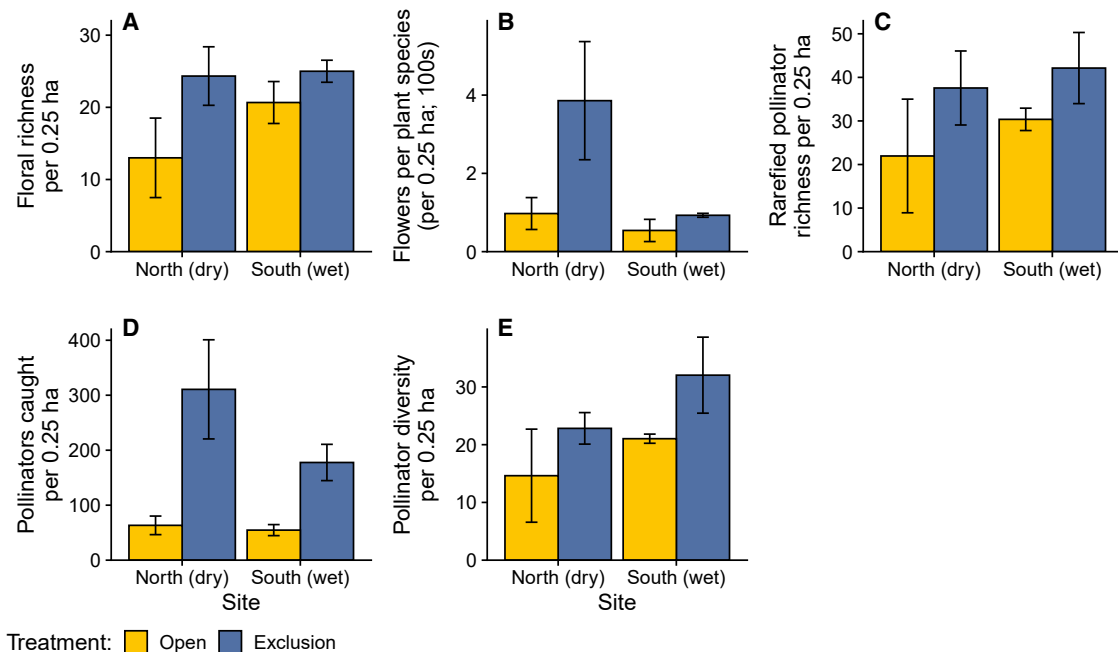 A
Floral richness
per 0.25 ha
30
20
10
0
North (dry)
South (wet)
B
Flowers per plant species
(per 0.25 ha; 100s)
4
2
0
North (dry)
South (wet)
C
Rarefied pollinator
richness per 0.25 ha
50
40
30
20
10
0
North (dry)
South (wet)
D
Pollinators caught
per 0.25 ha
400
300
200
100
0
North (dry)
South (wet)
Site
E
Pollinator diversity
per 0.25 ha
30
20
10
0
North (dry)
South (wet)
Site
Treatment: Open Exclusion